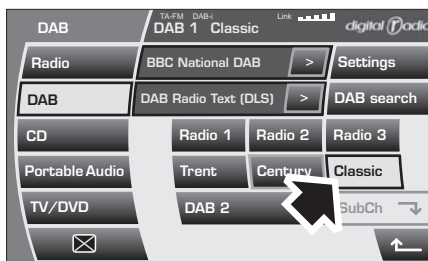 DAB
TA-FM DAB-i Link
DAB 1 Classic
digital radio
Radio
BBC National DAB >
Settings
DAB
DAB Radio Text (DLS) >
DAB search
CD
Radio 1 Radio 2 Radio 3
Portable Audio
Trent Century Classic
TV/DVD
DAB 2
SubCh